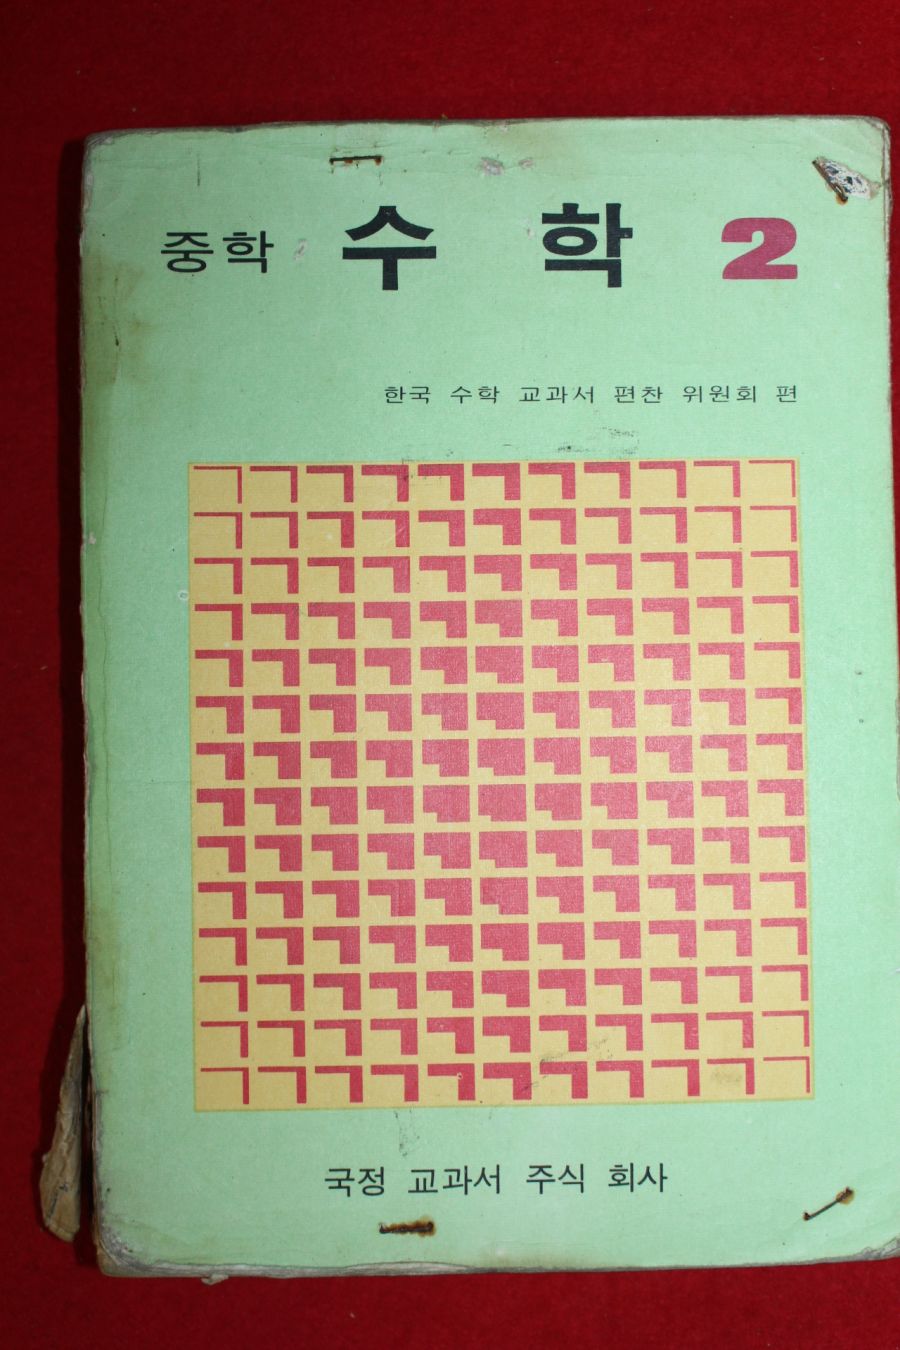 중학 수 학 2
한국 수학 교과서 편찬 위원회 편
국정 교과서 주식 회사